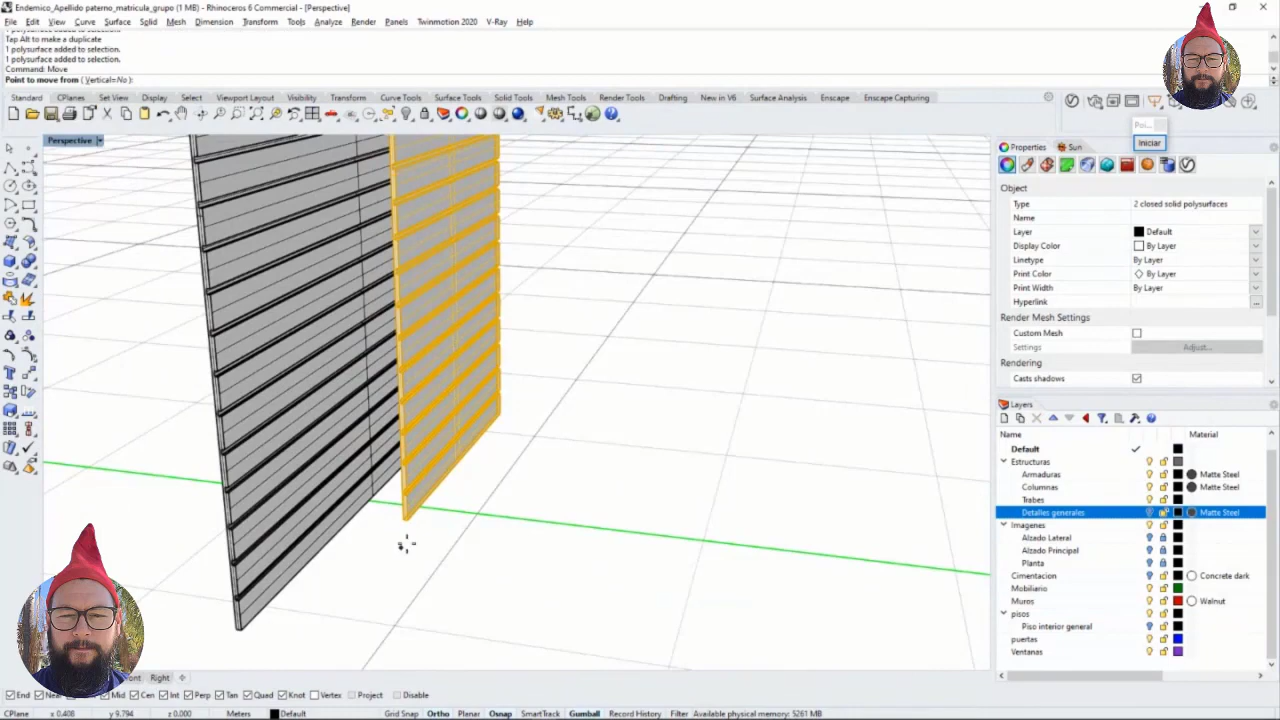 Endemico_Apellido paterno_matricula_grupo (1 MB) - Rhinoceros 6 Commercial - [Perspective]
File Edit View Curve Surface Solid Mesh Dimension Transform Tools Analyze Render Panels Twinmotion 2020 V-Ray Help
1 polysurface added to selection.
Tap Alt to make a duplicate
1 polysurface added to selection.
1 polysurface added to selection.
Command: Move
Point to move from ( Vertical=No ):
Standard CPlanes Set View Display Select Viewport Layout Visibility Transform Curve Tools Surface Tools Solid Tools Mesh Tools Render Tools Drafting New in V6 Surface Analysis Enscape Enscape Capturing
Iniciar
Perspective
Properties Sun
Object
Type 2 closed solid polysurfaces
Name
Layer Default
Display Color By Layer
Linetype By Layer
Print Color By Layer
Print Width By Layer
Hyperlink ...
Render Mesh Settings
Custom Mesh
Settings Adjust...
Rendering
Casts shadows
Layers
Name Material
Default
Estructuras
Armaduras Matte Steel
Columnas Matte Steel
Trabes
Detalles generales Matte Steel
Imagenes
Alzado Lateral
Alzado Principal
Planta
Cimentacion Concrete dark
Mobiliario
Muros Walnut
pisos
Piso interior general
puertas
Ventanas
ont Right
End Near Mid Cen Int Perp Tan Quad Knot Vertex Project Disable
CPlane x 0.408 y 9.794 z 0.000 Meters Default Grid Snap Ortho Planar Osnap SmartTrack Gumball Record History Filter Available physical memory: 5261 MB